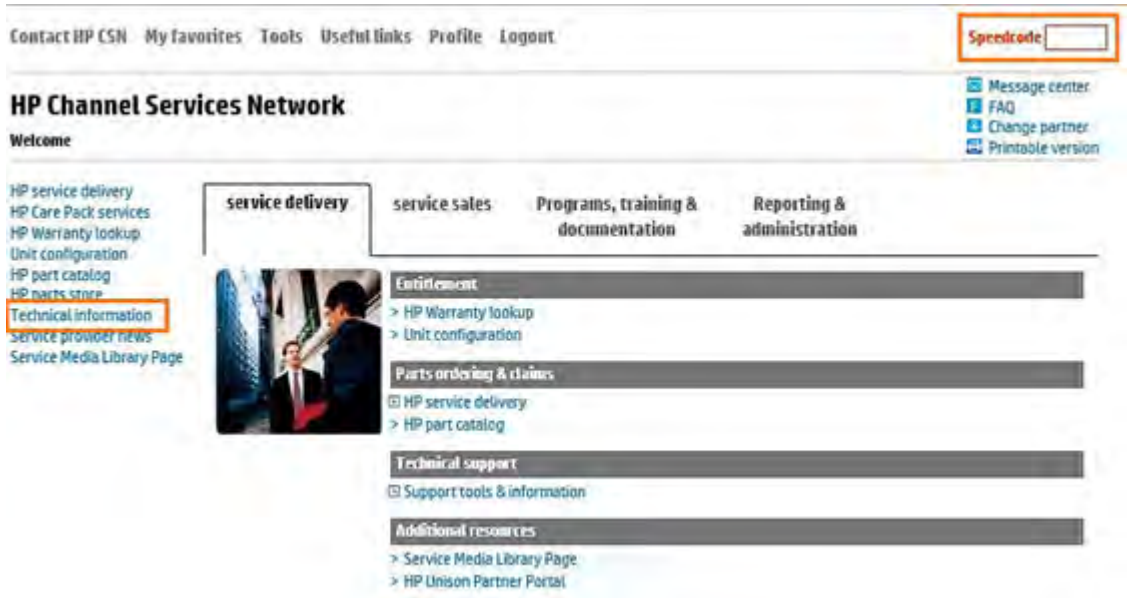 Contact HP CSN My favorites Tools Useful links Profile Logout
Speedcode
Message center
FAQ
Change partner
Printable version
HP Channel Services Network
Welcome
HP service delivery
HP Care Pack services
HP Warranty lookup
Unit configuration
HP part catalog
HP parts store
Technical information
Service provider news
Service Media Library Page
service delivery
service sales
Programs, training &
documentation
Reporting &
administration
Entitlement
> HP Warranty lookup
> Unit configuration
Parts ordering & claims
HP service delivery
> HP part catalog
Technical support
Support tools & information
Additional resources
> Service Media Library Page
> HP Unison Partner Portal